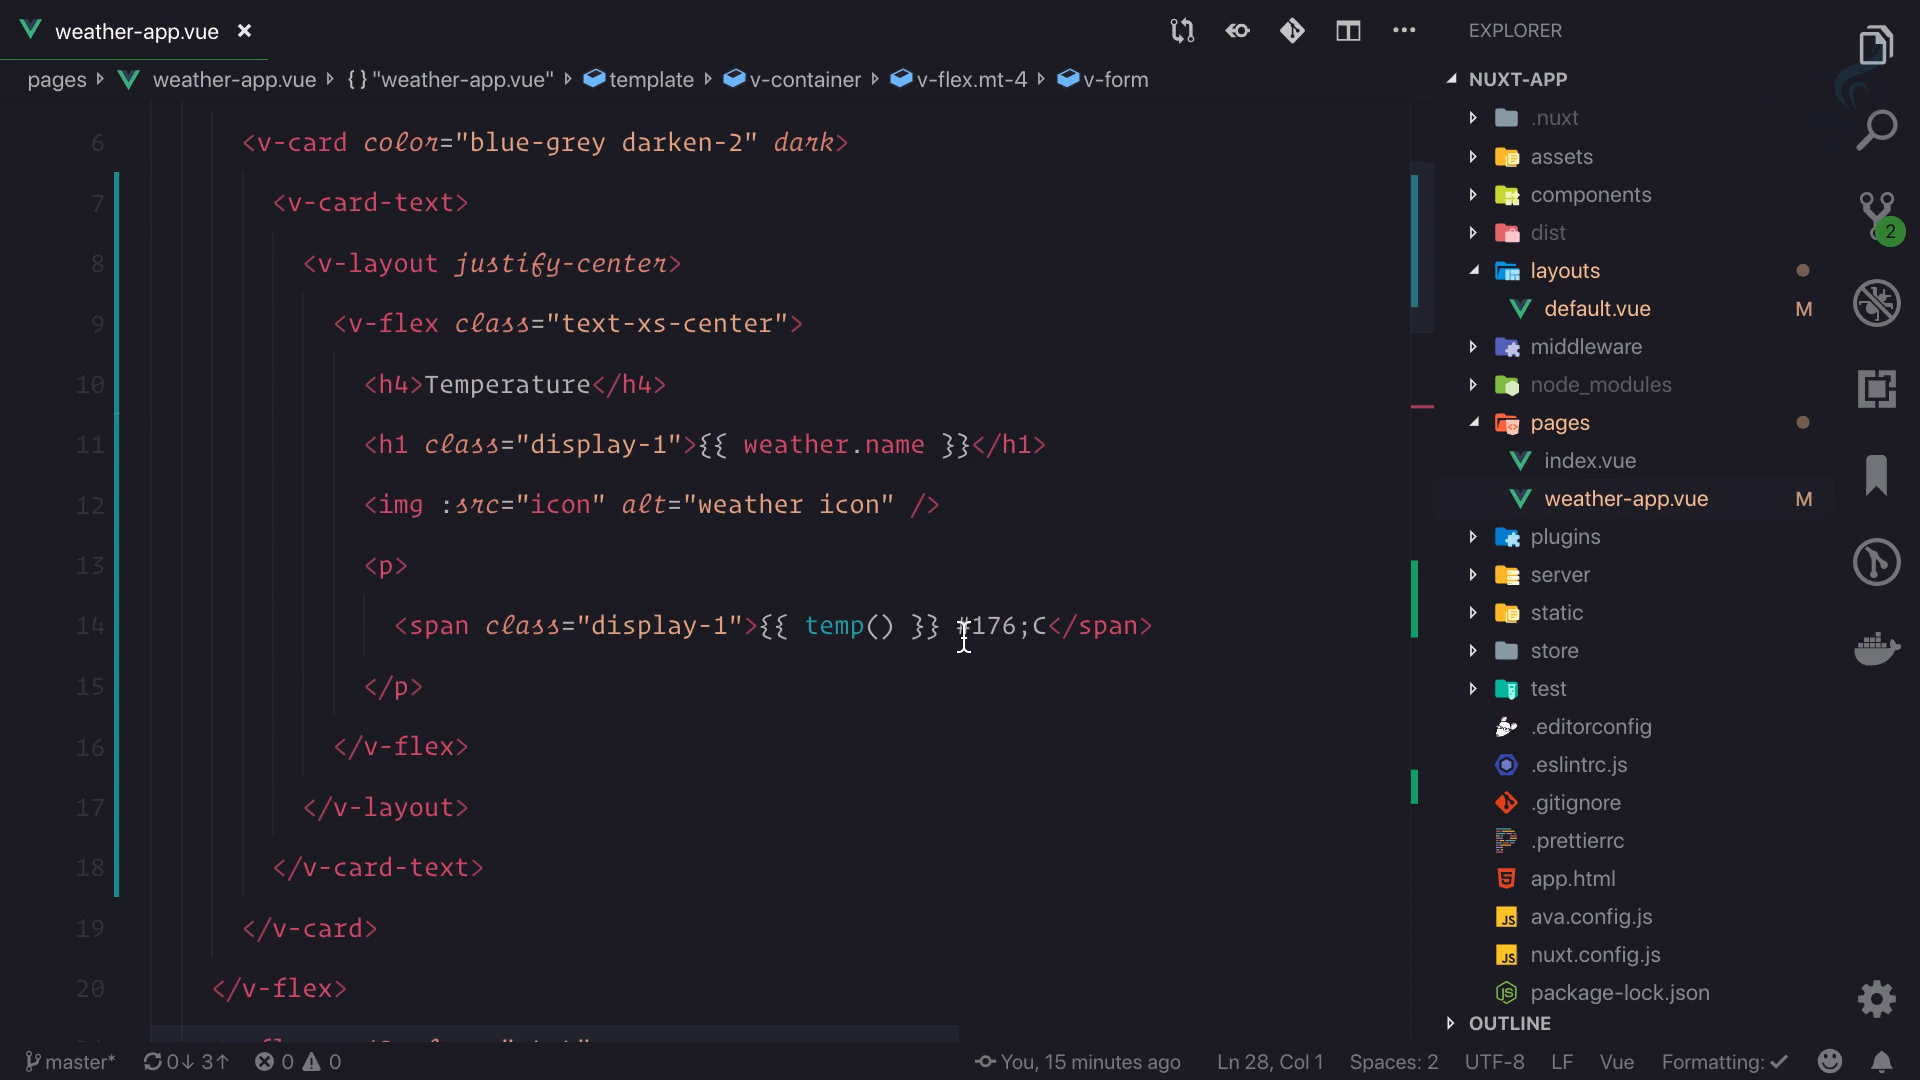 weather-app.vue ×
pages weather-app.vue {} "weather-app.vue" template v-container v-flex.mt-4 v-form
6 <v-card color="blue-grey darken-2" dark>
7 <v-card-text>
8 <v-layout justify-center>
9 <v-flex class="text-xs-center">
10 <h4>Temperature</h4>
11 <h1 class="display-1">{{ weather.name }}</h1>
12 <img :src="icon" alt="weather icon" />
13 <p>
14 <span class="display-1">{{ temp() }} #176;C</span>
15 </p>
16 </v-flex>
17 </v-layout>
18 </v-card-text>
19 </v-card>
20 </v-flex>
EXPLORER
NUXT-APP
.nuxt
assets
components
dist
layouts
default.vue M
middleware
node_modules
pages
index.vue
weather-app.vue M
plugins
server
static
store
test
.editorconfig
.eslintrc.js
.gitignore
.prettierrc
app.html
ava.config.js
nuxt.config.js
package-lock.json
OUTLINE
2
master* 0↓ 3↑ 0 0 You, 15 minutes ago Ln 28, Col 1 Spaces: 2 UTF-8 LF Vue Formatting: ✓